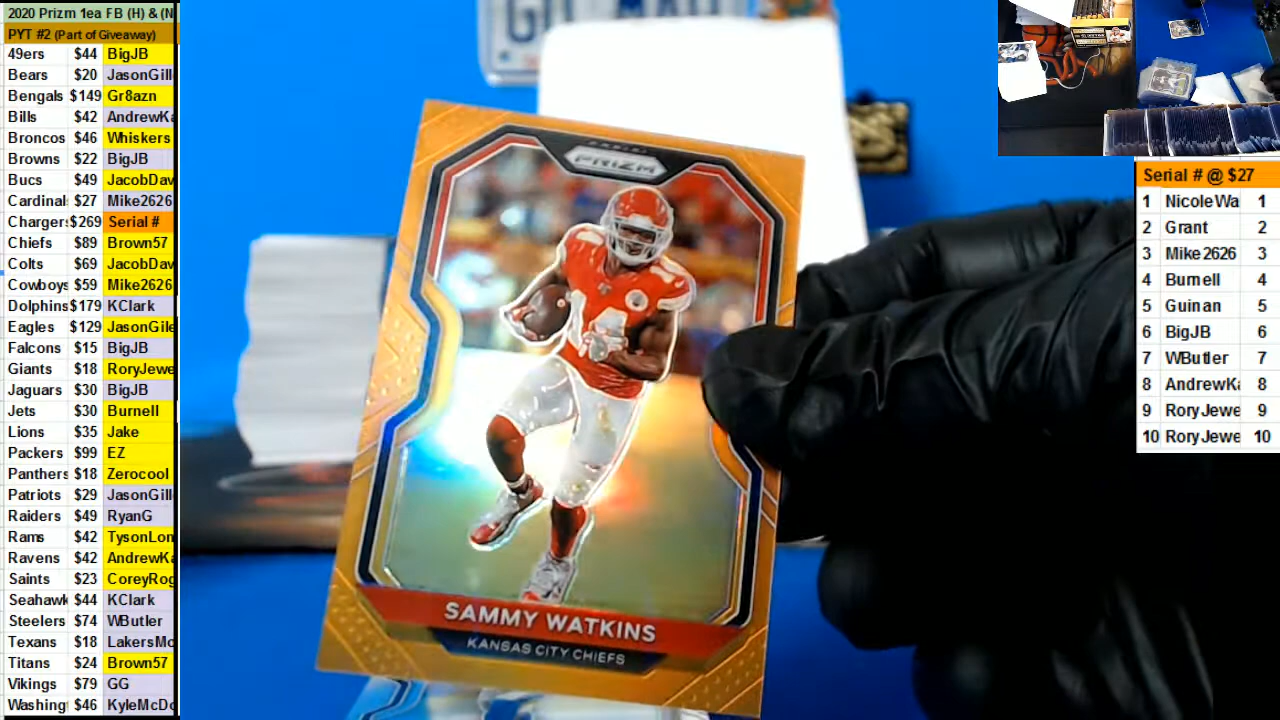 2020 Prizm 1ea FB (H) & (N
PYT #2 (Part of Giveaway)
49ers $44 BigJB
Bears $20 JasonGill
Bengals $149 Gr8azn
Bills $42 AndrewKa
Broncos $46 Whiskers
Browns $22 BigJB
Bucs $49 JacobDav
Cardinal $27 Mike2626
Chargers $269 Serial #
Chiefs $89 Brown57
Colts $69 JacobDav
Cowboys $59 Mike2626
Dolphins $179 KClark
Eagles $129 JasonGile
Falcons $15 BigJB
Giants $18 RoryJewe
Jaguars $30 BigJB
Jets $30 Burnell
Lions $35 Jake
Packers $99 EZ
Panthers $18 Zerocool
Patriots $29 JasonGill
Raiders $49 RyanG
Rams $42 TysonLon
Ravens $42 AndrewKa
Saints $23 CoreyRog
Seahawk $44 KClark
Steelers $74 WButler
Texans $18 LakersMc
Titans $24 Brown57
Vikings $79 GG
Washing $46 KyleMcDo
PANINI
PRIZM
14
SAMMY WATKINS
KANSAS CITY CHIEFS
Serial # @ $27
1 NicoleWa 1
2 Grant 2
3 Mike2626 3
4 Burnell 4
5 Guinan 5
6 BigJB 6
7 WButler 7
8 AndrewKa 8
9 RoryJewe 9
10 RoryJewe 10